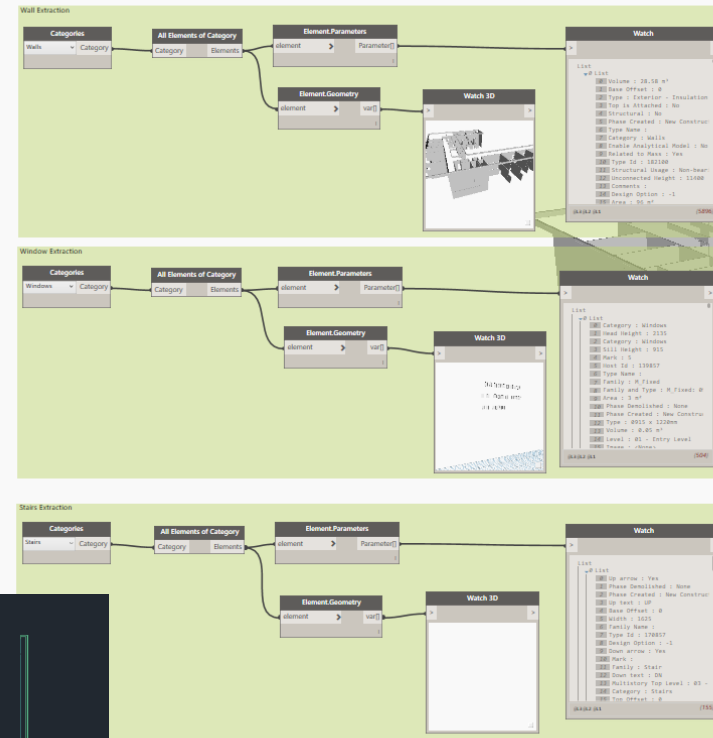 Wall Extraction
Categories
Walls
Category
All Elements of Category
Category Elements
Element.Parameters
element > Parameter[]
Element.Geometry
element > var[]
Watch 3D
> >
Watch
>
List
0 List
0 Volume : 28.58 m³
1 Base Offset : 0
2 Type : Exterior - Insulation
3 Top is Attached : No
4 Structural : No
5 Phase Created : New Construc
6 Type Name :
7 Category : Walls
8 Enable Analytical Model : No
9 Related to Mass : Yes
10 Type Id : 182100
11 Structural Usage : Non-bear
12 Unconnected Height : 11400
13 Comments :
14 Design Option : -1
15 Area : 94 m²
Window Extraction
Categories
Windows
Category
All Elements of Category
Category Elements
Element.Parameters
element > Parameter[]
Element.Geometry
element > var[]
Watch 3D
> >
Watch
> >
List
0 List
0 Category : Windows
1 Head Height : 2135
2 Category : Windows
3 Sill Height : 915
4 Mark : 5
5 Host Id : 139857
6 Type Name :
7 Family : M_Fixed
8 Family and Type : M_Fixed:
9 Area : 3 m²
10 Phase Demolished : None
11 Phase Created : New Constru
12 Type : 0915 x 1220mm
13 Volume : 0.05 m³
14 Level : 01 - Entry Level
15 Image : <None>
Stairs Extraction
Categories
Stairs
Category
All Elements of Category
Category Elements
Element.Parameters
element > Parameter[]
Element.Geometry
element > var[]
Watch 3D
> >
Watch
>
List
0 List
0 Up arrow : Yes
1 Phase Demolished : None
2 Phase Created : New Construc
3 Up text : UP
4 Base Offset : 0
5 Width : 1625
6 Family Name :
7 Type Id : 170857
8 Design Option : -1
9 Down arrow : Yes
10 Mark :
11 Family : Stair
12 Down text : DN
13 Multistory Top Level : 03 -
14 Category : Stairs
15 Top Offset : 0